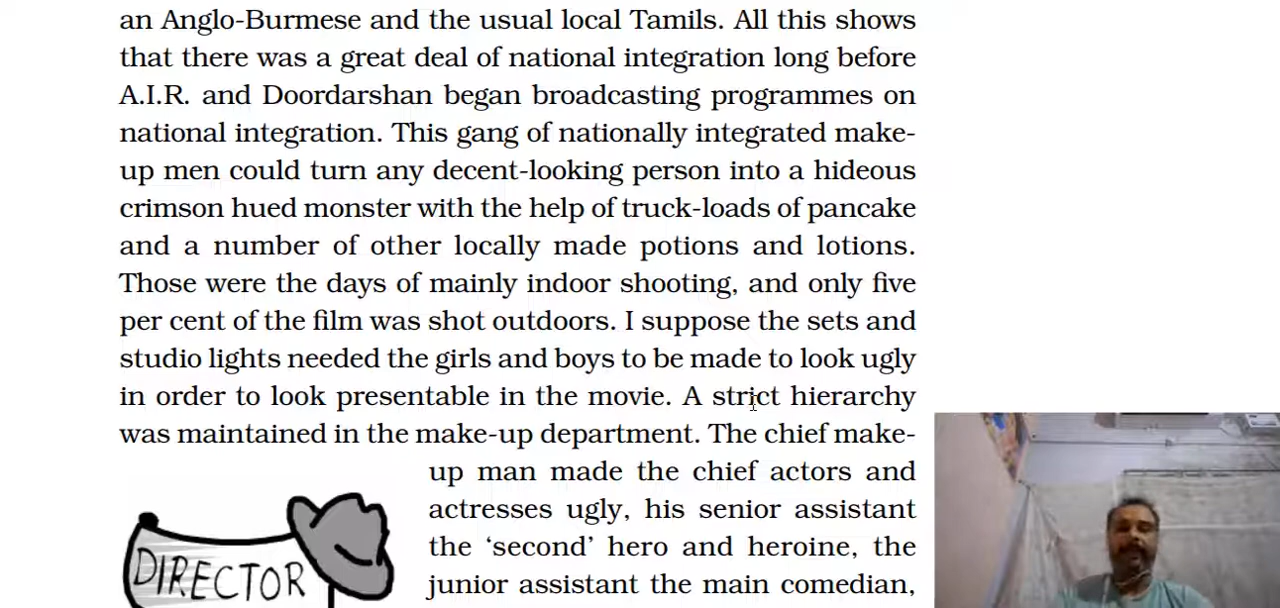 an Anglo-Burmese and the usual local Tamils. All this shows
that there was a great deal of national integration long before
A.I.R. and Doordarshan began broadcasting programmes on
national integration. This gang of nationally integrated make-
up men could turn any decent-looking person into a hideous
crimson hued monster with the help of truck-loads of pancake
and a number of other locally made potions and lotions.
Those were the days of mainly indoor shooting, and only five
per cent of the film was shot outdoors. I suppose the sets and
studio lights needed the girls and boys to be made to look ugly
in order to look presentable in the movie. A strict hierarchy
was maintained in the make-up department. The chief make-
up man made the chief actors and
actresses ugly, his senior assistant
the ‘second’ hero and heroine, the
junior assistant the main comedian,
DIRECTOR